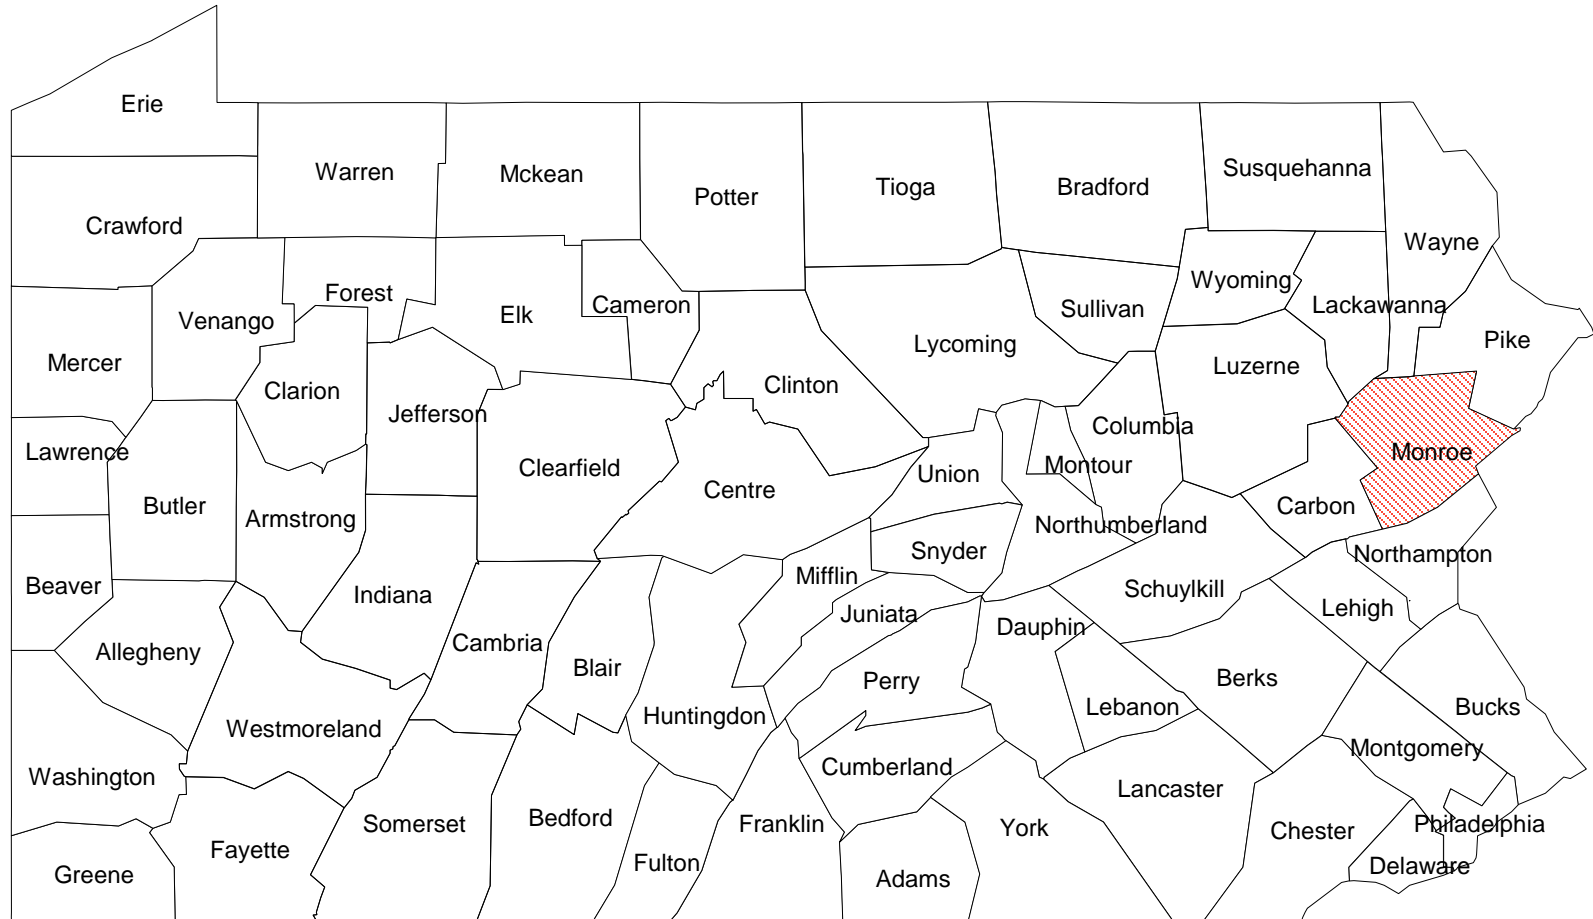 Erie
Warren
Mckean
Potter
Tioga
Bradford
Susquehanna
Wayne
Crawford
Forest
Venango
Elk
Cameron
Wyoming
Sullivan
Lackawanna
Pike
Mercer
Clarion
Jefferson
Clinton
Lycoming
Luzerne
Columbia
Monroe
Lawrence
Butler
Armstrong
Clearfield
Centre
Union
Montour
Carbon
Northumberland
Northampton
Snyder
Mifflin
Juniata
Schuylkill
Lehigh
Beaver
Indiana
Allegheny
Cambria
Blair
Dauphin
Perry
Berks
Lebanon
Bucks
Huntingdon
Westmoreland
Montgomery
Washington
Cumberland
Lancaster
Somerset
Bedford
Franklin
York
Chester
Philadelphia
Fayette
Fulton
Delaware
Greene
Adams